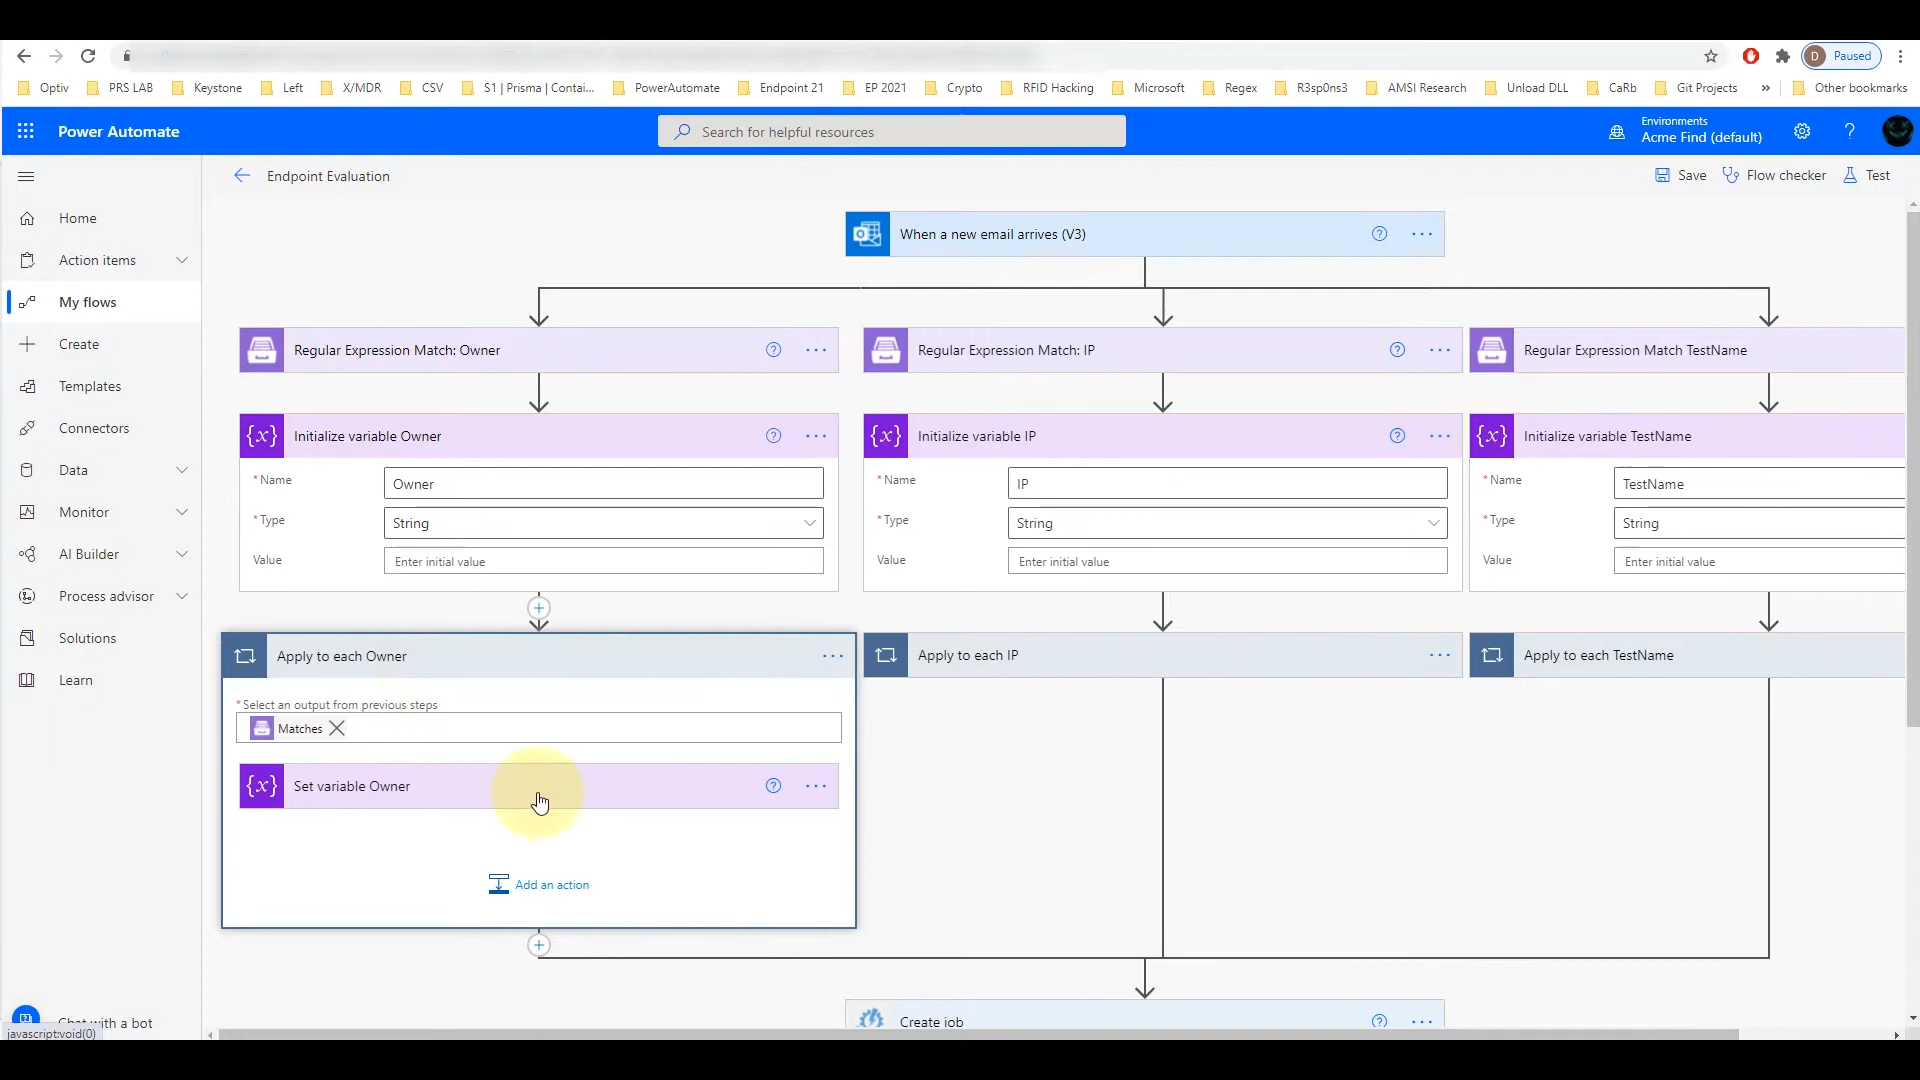 D Paused
Optiv PRS LAB Keystone Left X/MDR CSV S1 | Prisma | Contai... PowerAutomate Endpoint 21 EP 2021 Crypto RFID Hacking Microsoft Regex R3sp0ns3 AMSI Research Unload DLL CaRb Git Projects » Other bookmarks
Power Automate
Search for helpful resources
Environments
Acme Find (default)
Endpoint Evaluation
Save Flow checker Test
Home
Action items
My flows
Create
Templates
Connectors
Data
Monitor
AI Builder
Process advisor
Solutions
Learn
Chat with a bot
javascript:void(0)
When a new email arrives (V3)
Regular Expression Match: Owner
Regular Expression Match: IP
Regular Expression Match TestName
{x} Initialize variable Owner
* Name Owner
* Type String
Value Enter initial value
{x} Initialize variable IP
* Name IP
* Type String
Value Enter initial value
{x} Initialize variable TestName
* Name TestName
* Type String
Value Enter initial value
Apply to each Owner
* Select an output from previous steps
Matches
{x} Set variable Owner
Add an action
Apply to each IP
Apply to each TestName
Create job